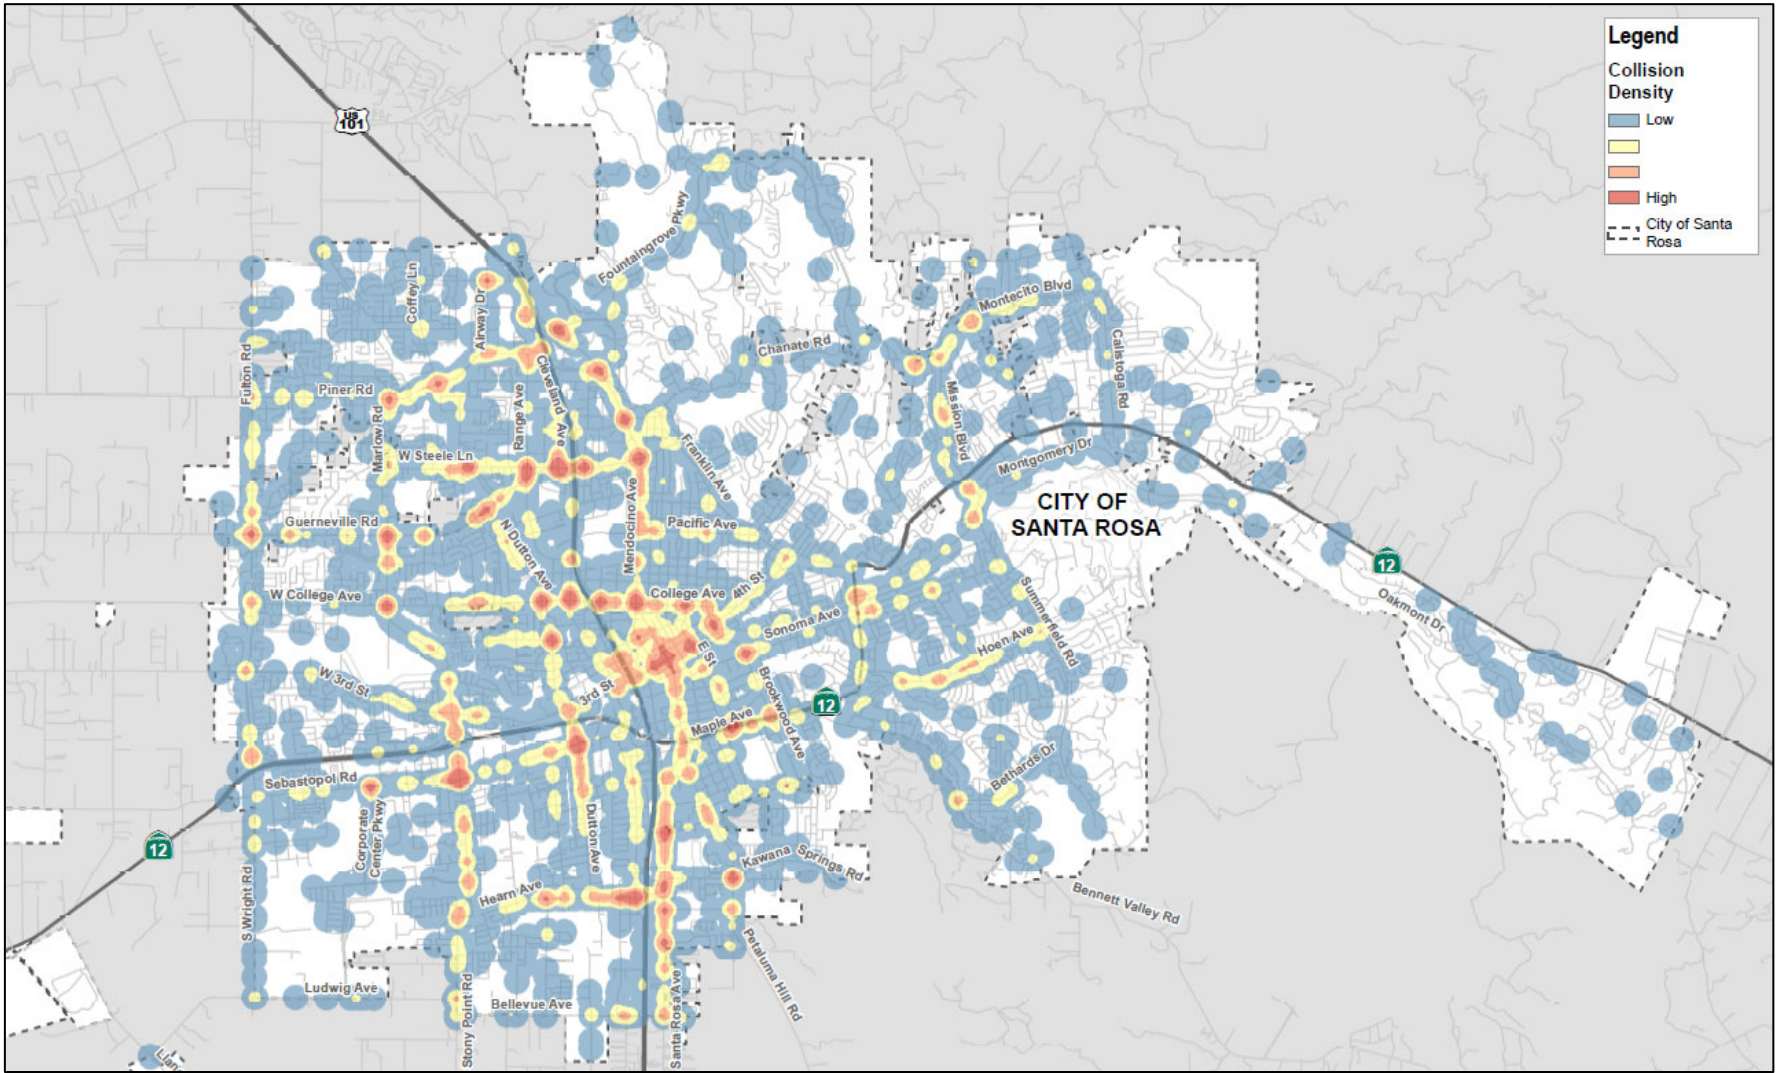 Legend
Collision
Density
Low
High
City of Santa
Rosa
US
101
Fountaingrove Pkwy
Coffey Ln
Airway Dr
Montecito Blvd
Chanate Rd
Calistoga Rd
Fulton Rd
Piner Rd
Cleveland Ave
Range Ave
Marlow Rd
Mission Blvd
W Steele Ln
Franklin Ave
Montgomery Dr
CITY OF
SANTA ROSA
Guerneville Rd
N Dutton Ave
Mendocino Ave
Pacific Ave
12
W College Ave
College Ave
4th St
Sonoma Ave
Summerfield Rd
Oakmont Dr
Hoen Ave
E St
W 3rd St
3rd St
Brookwood Ave
12
Maple Ave
Sebastopol Rd
Bethards Dr
Corporate
Center Pkwy
Dutton Ave
12
Kawana Springs Rd
Hearn Ave
S Wright Rd
Bennett Valley Rd
Petaluma Hill Rd
Ludwig Ave
Bellevue Ave
Stony Point Rd
Santa Rosa Ave